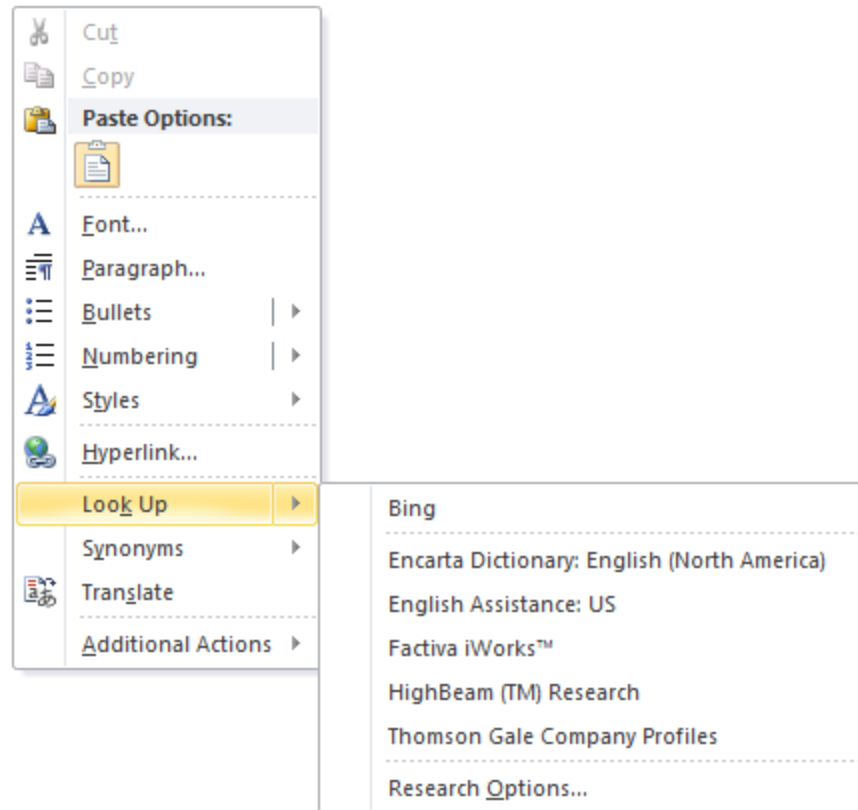 Cut
Copy
Paste Options:
Font...
Paragraph...
Bullets
Numbering
Styles
Hyperlink...
Look Up
Synonyms
Translate
Additional Actions
Bing
Encarta Dictionary: English (North America)
English Assistance: US
Factiva iWorks™
HighBeam (TM) Research
Thomson Gale Company Profiles
Research Options...